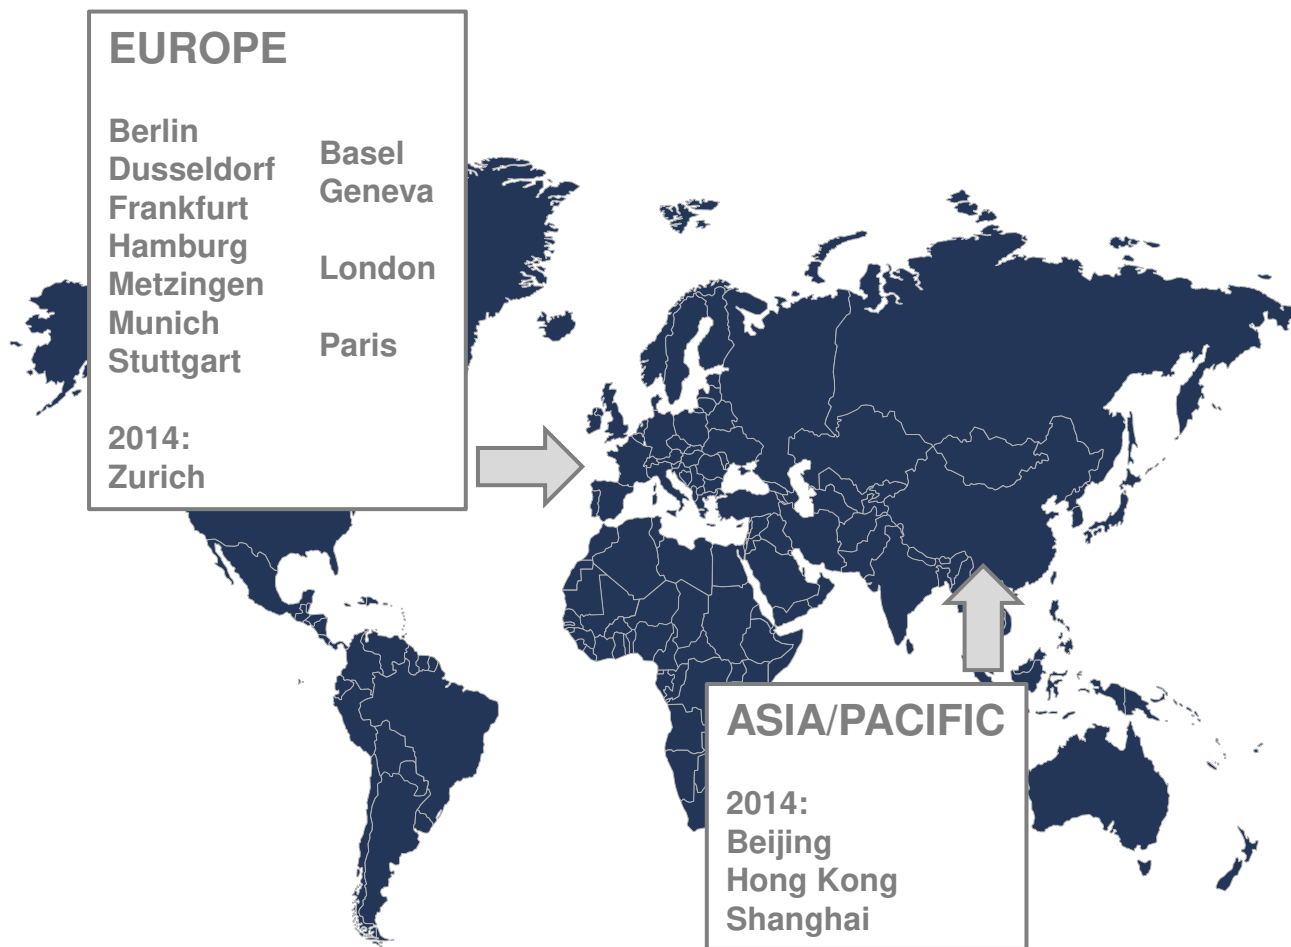 EUROPE
Berlin
Dusseldorf
Frankfurt
Hamburg
Metzingen
Munich
Stuttgart
Basel
Geneva
London
Paris
2014:
Zurich
ASIA/PACIFIC
2014:
Beijing
Hong Kong
Shanghai